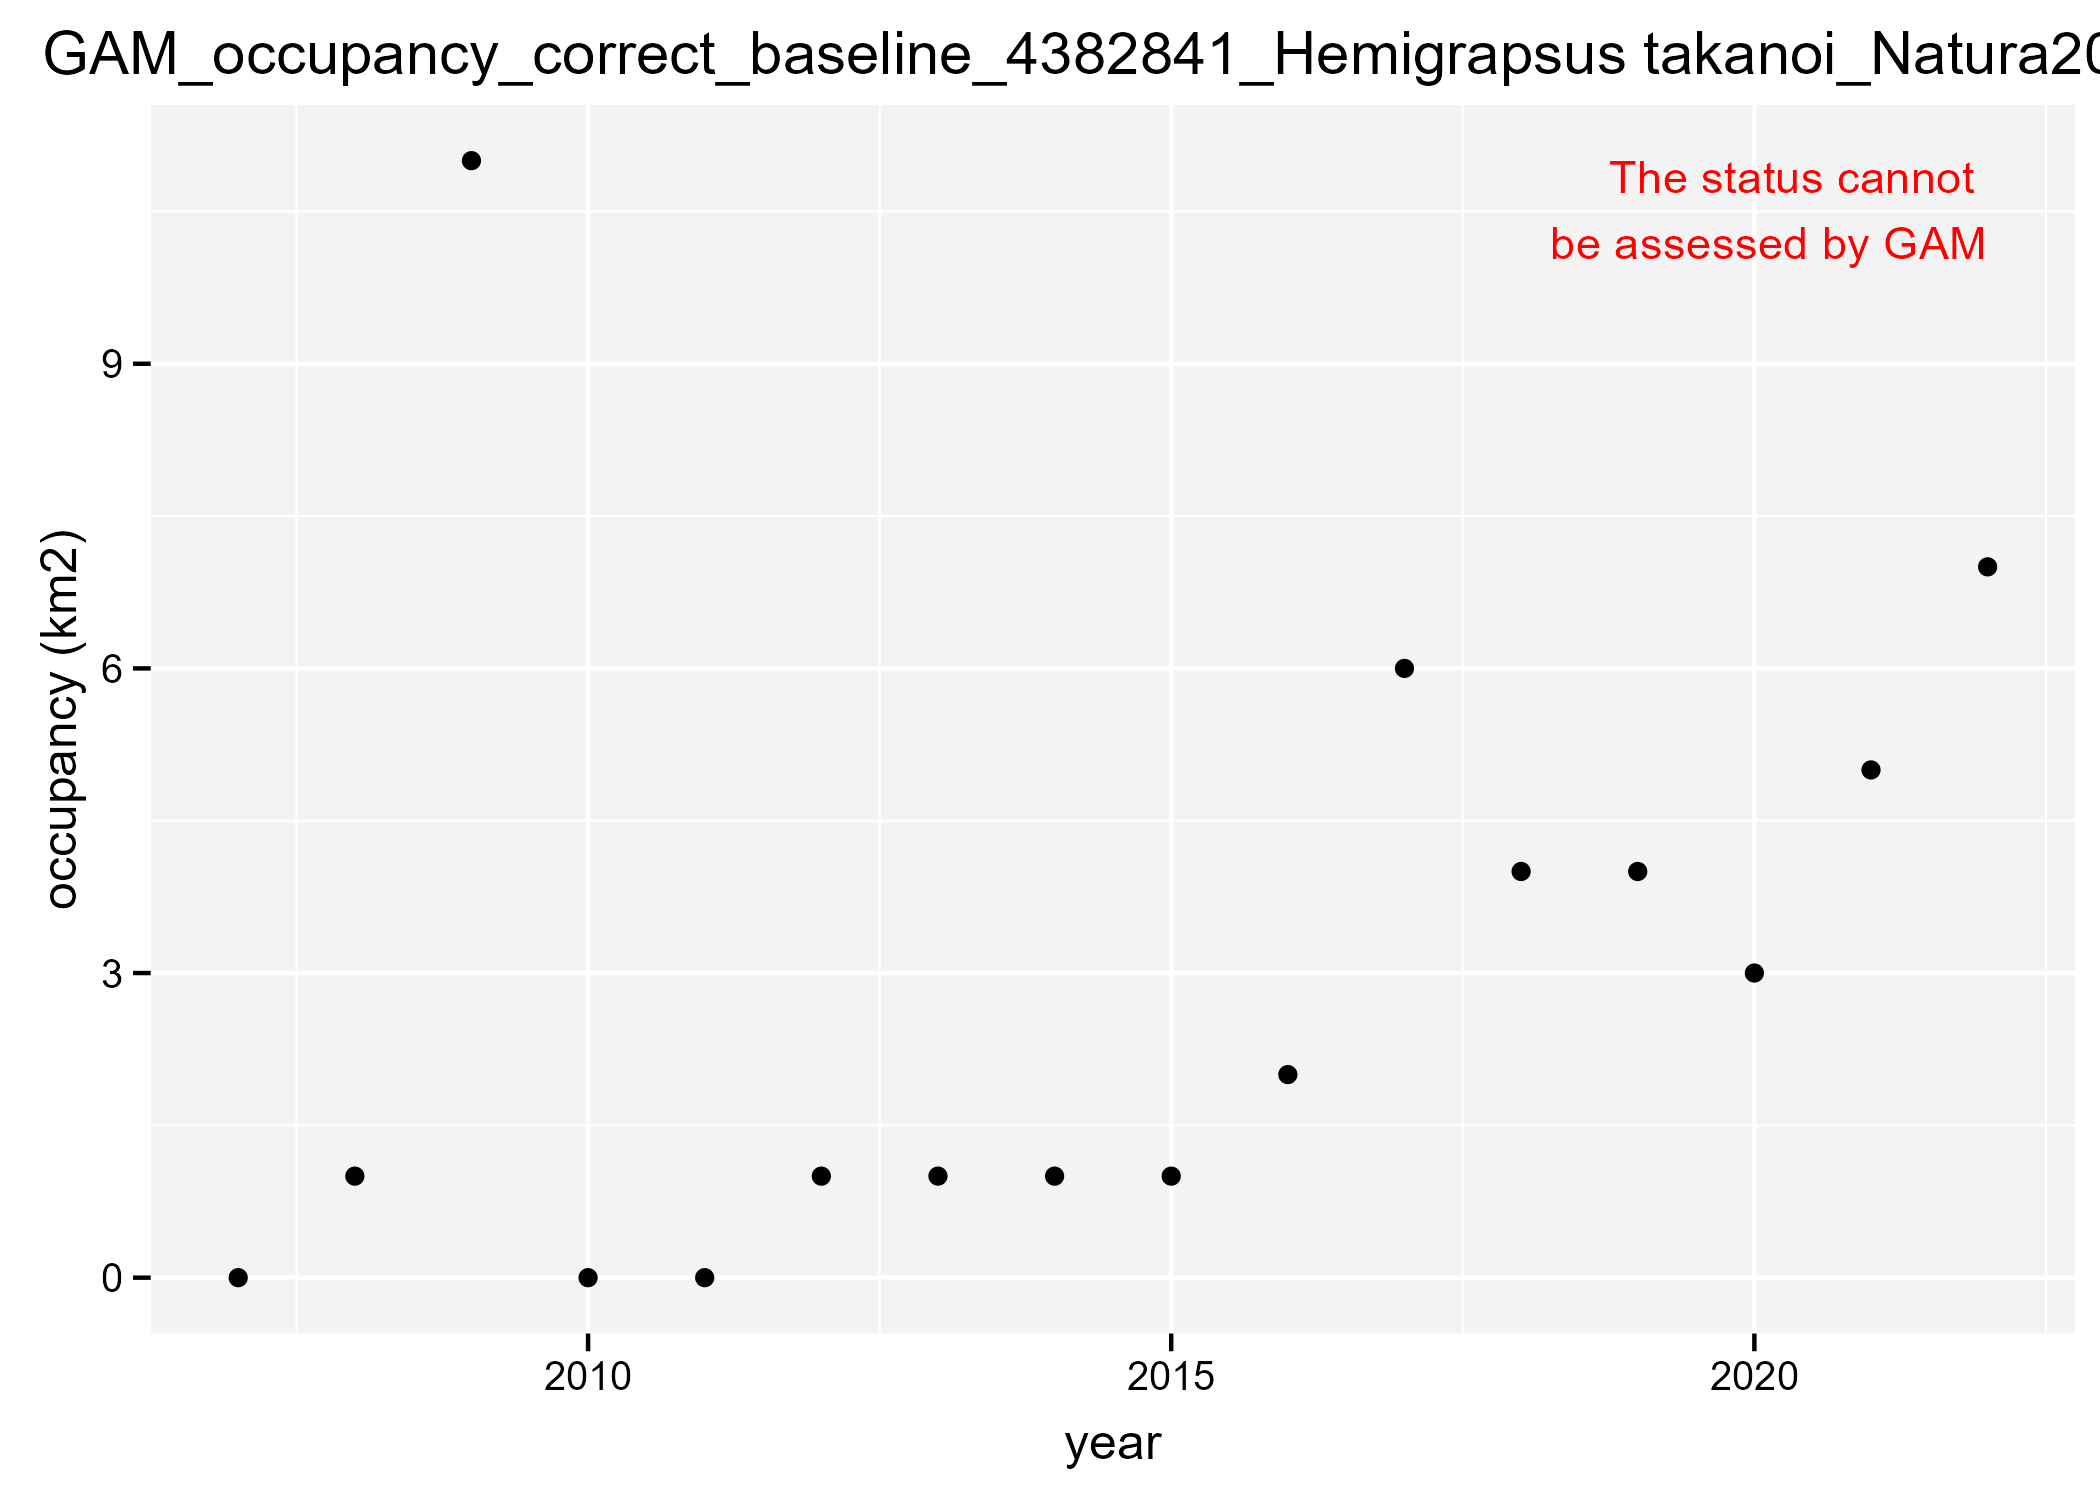 GAM_occupancy_correct_baseline_4382841_Hemigrapsus takanoi_Natura20
The status cannot
be assessed by GAM
occupancy (km2)
9
6
3
0
2010
2015
2020
year